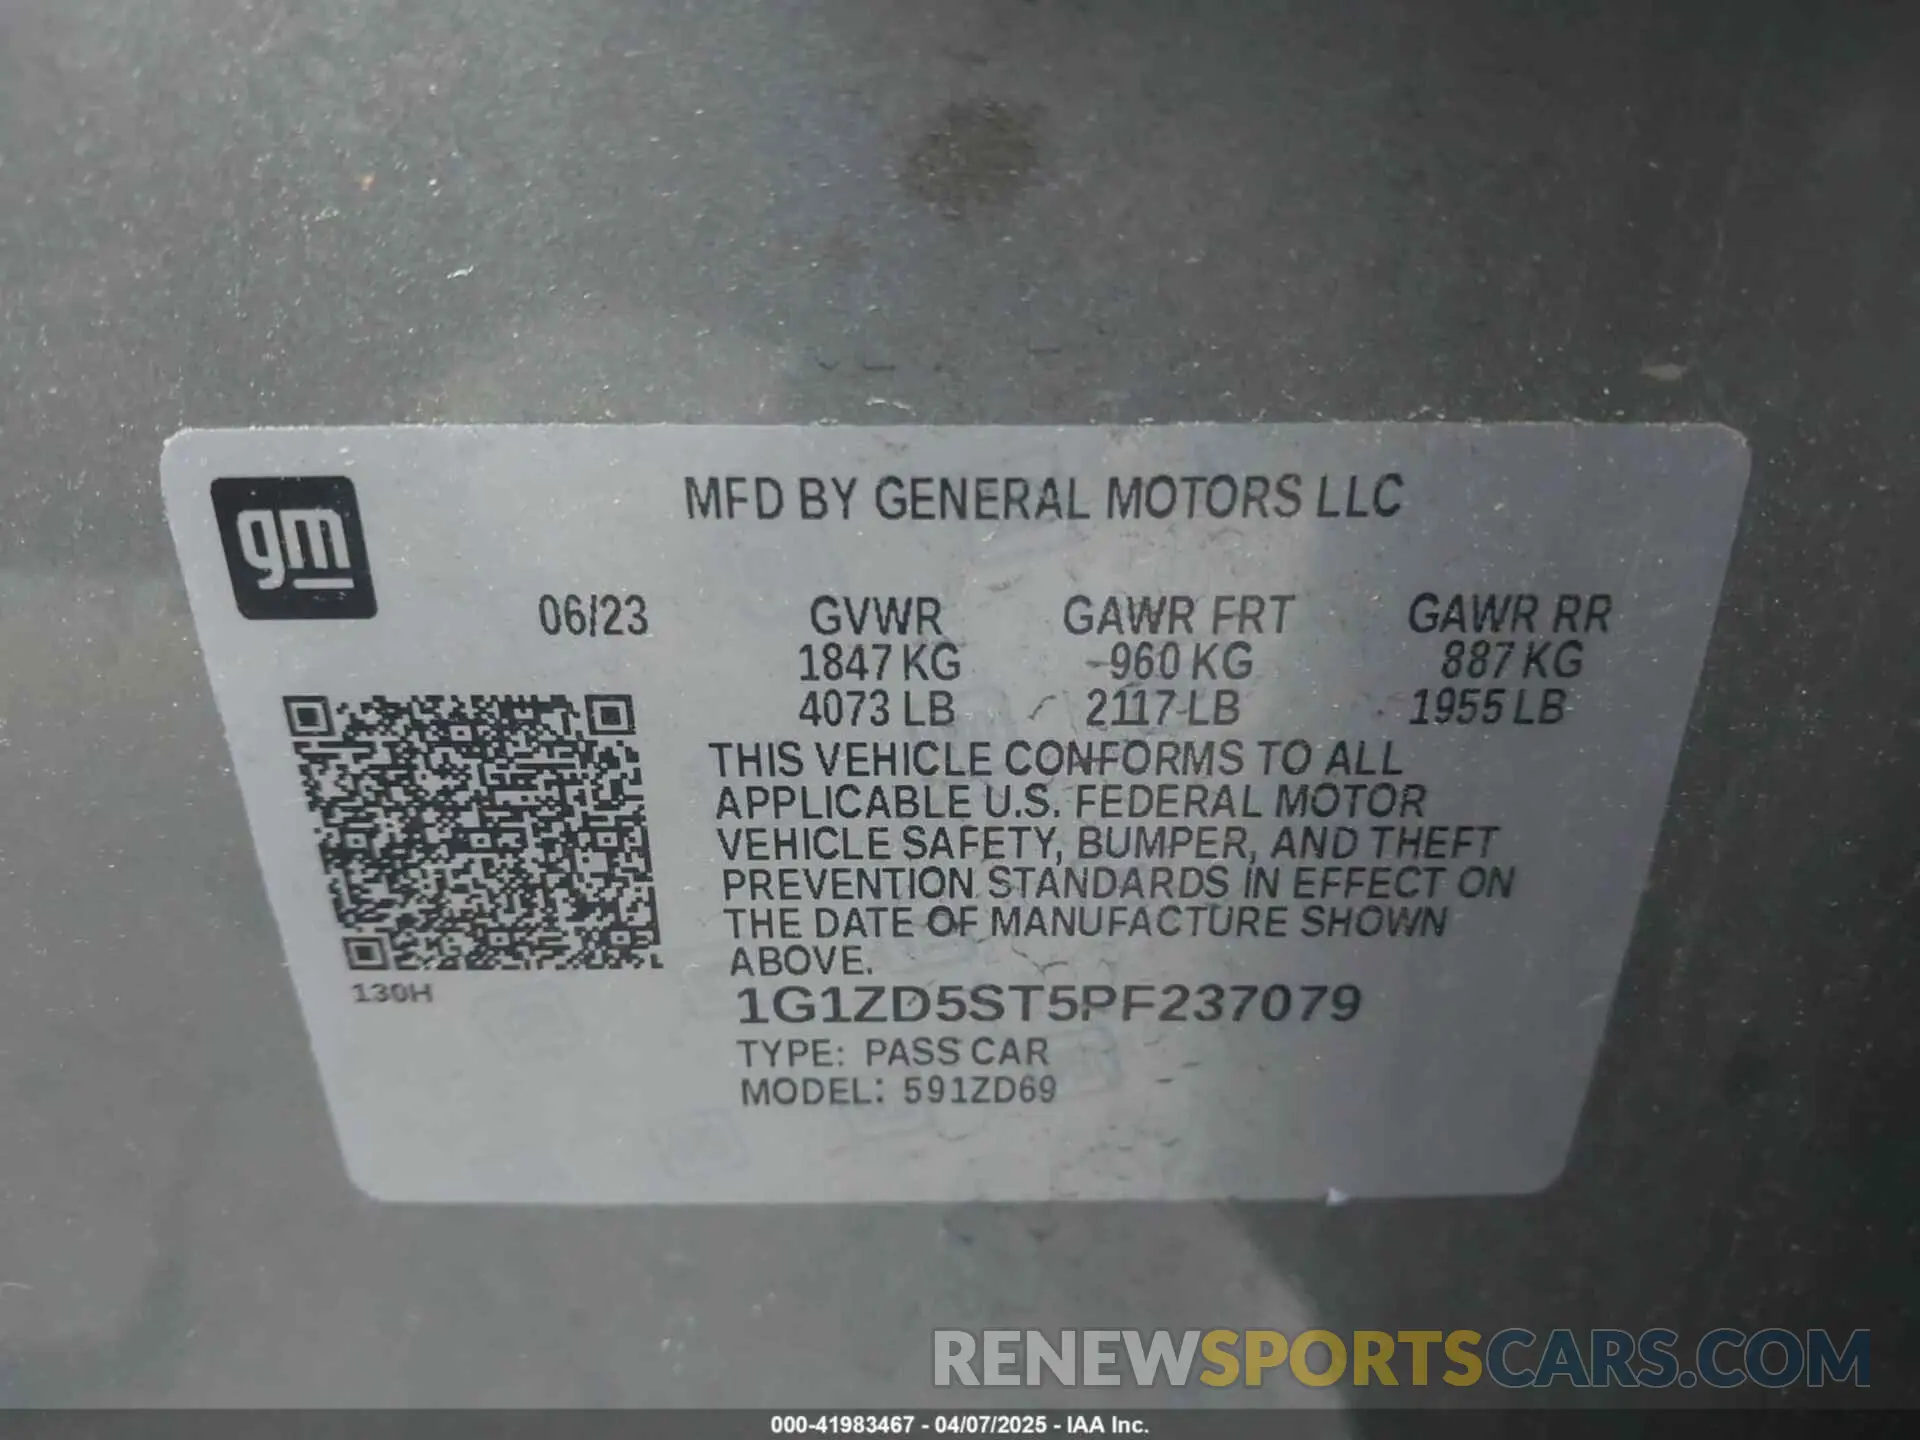 MFD BY GENERAL MOTORS LLC
gm
06/23 GVWR GAWR FRT GAWR RR
1847 KG 960 KG 887 KG
4073 LB 2117 LB 1955 LB
THIS VEHICLE CONFORMS TO ALL
APPLICABLE U.S. FEDERAL MOTOR
VEHICLE SAFETY, BUMPER, AND THEFT
PREVENTION STANDARDS IN EFFECT ON
THE DATE OF MANUFACTURE SHOWN
ABOVE.
130H
1G1ZD5ST5PF237079
TYPE: PASS CAR
MODEL: 591ZD69
RENEWSPORTSCARS.COM
000-41983467 - 04/07/2025 - IAA Inc.